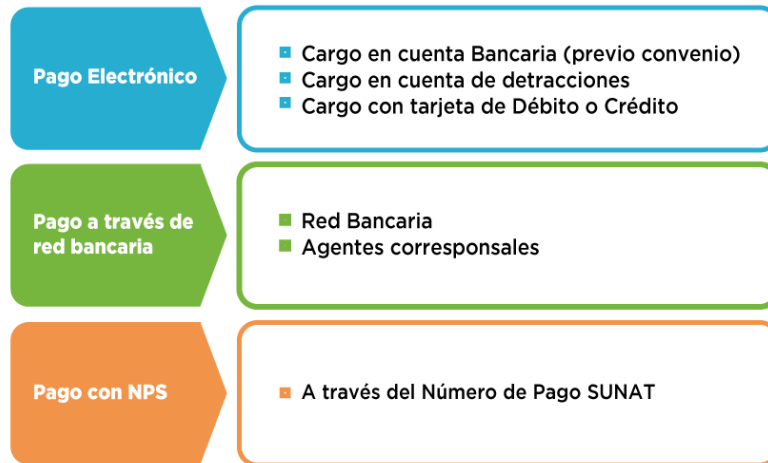 Pago Electrónico
Cargo en cuenta Bancaria (previo convenio)
Cargo en cuenta de detracciones
Cargo con tarjeta de Débito o Crédito
Pago a través de
red bancaria
Red Bancaria
Agentes corresponsales
Pago con NPS
A través del Número de Pago SUNAT